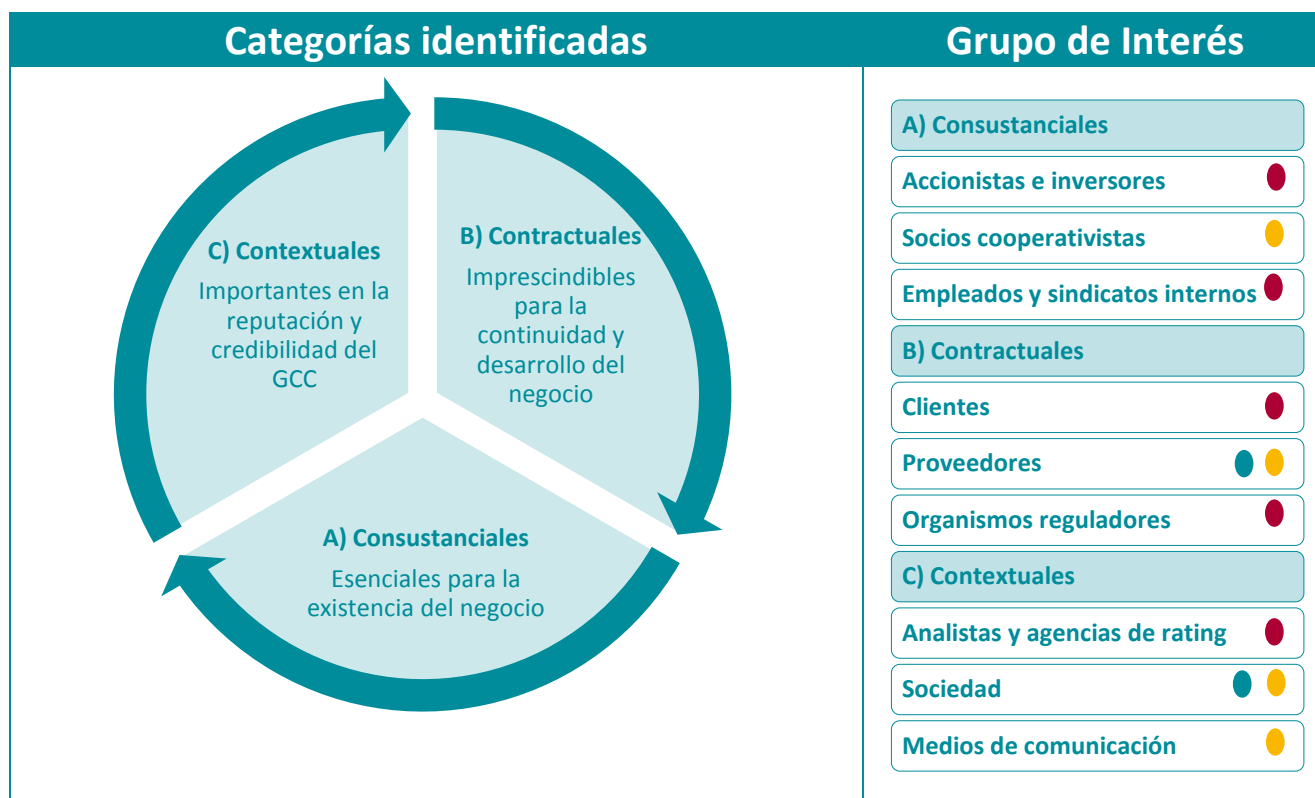 Categorías identificadas
Grupo de Interés
C) Contextuales
Importantes en la
reputación y
credibilidad del
GCC
B) Contractuales
Imprescindibles
para la
continuidad y
desarrollo del
negocio
A) Consustanciales
Esenciales para la
existencia del negocio
A) Consustanciales
Accionistas e inversores
Socios cooperativistas
Empleados y sindicatos internos
B) Contractuales
Clientes
Proveedores
Organismos reguladores
C) Contextuales
Analistas y agencias de rating
Sociedad
Medios de comunicación